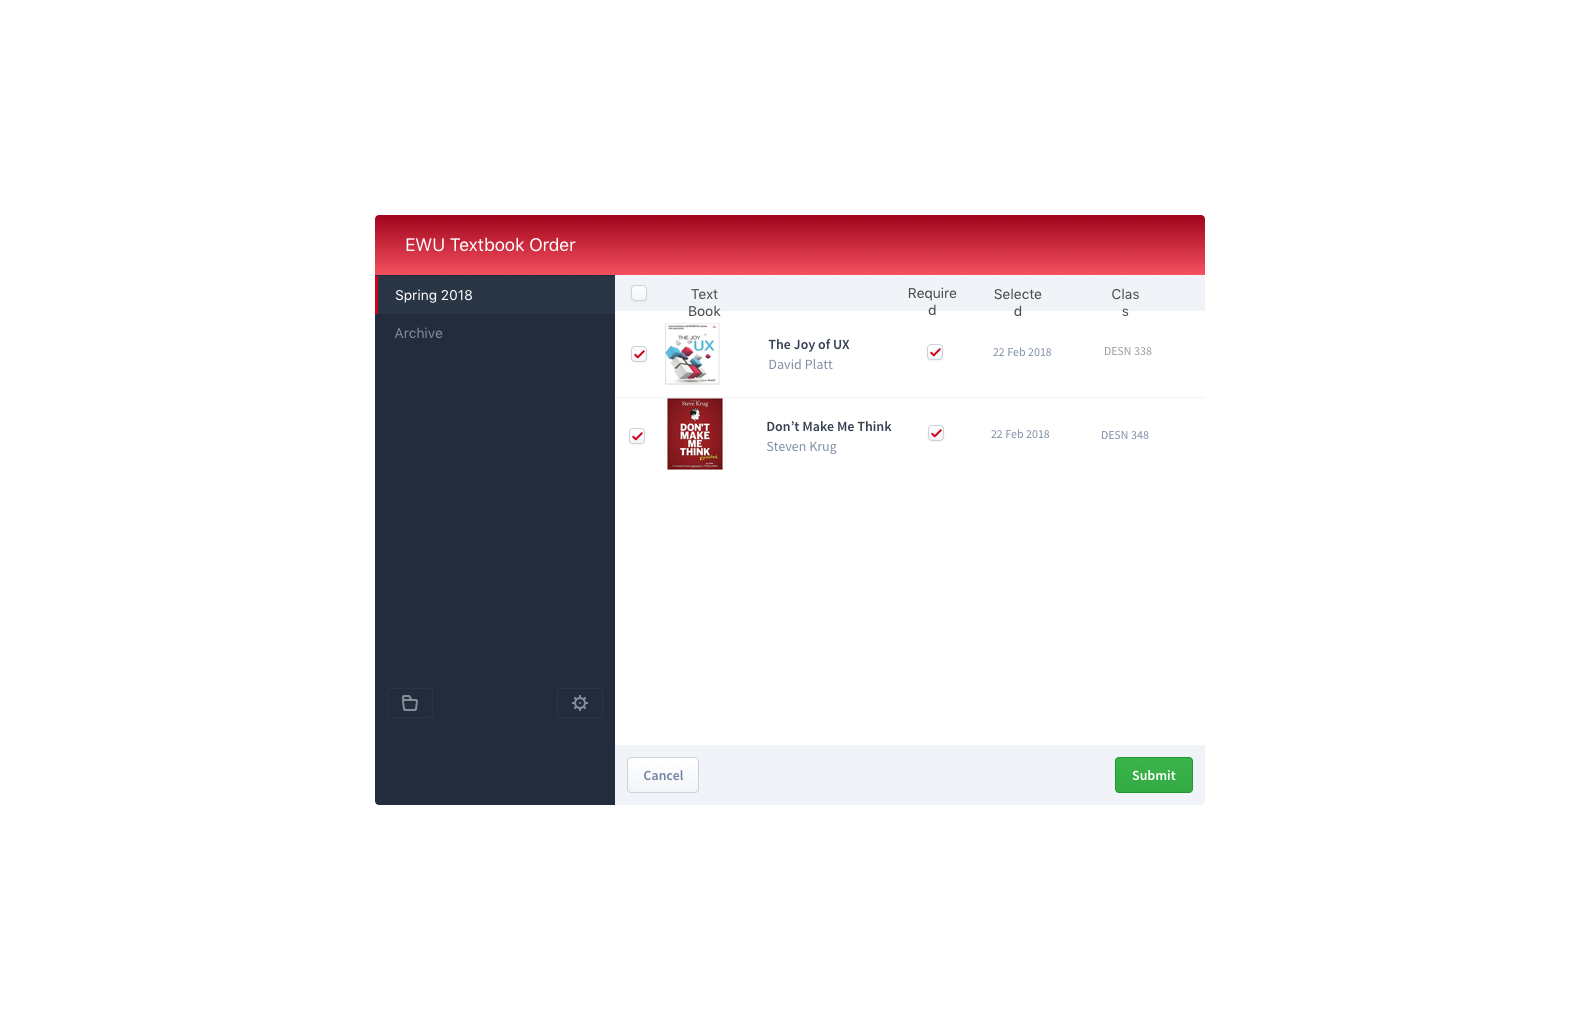 EWU Textbook Order
Spring 2018
Archive
Text
Book
Require
d
Selecte
d
Clas
s
THE JOY
OF UX
The Joy of UX
David Platt
22 Feb 2018
DESN 338
Steve Krug
DON'T
MAKE
ME
THINK
Don’t Make Me Think
Steven Krug
22 Feb 2018
DESN 348
Cancel
Submit